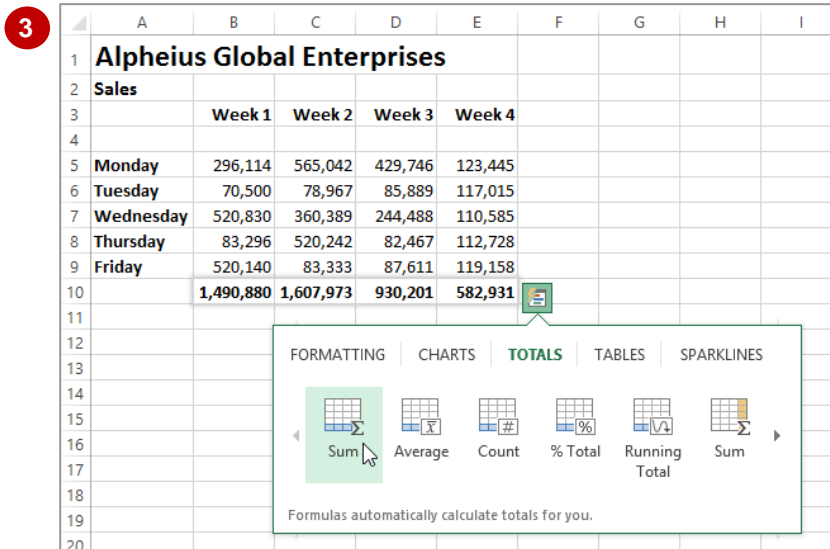 3
A B C D E F G H I
1 Alpheius Global Enterprises
2 Sales
3 Week 1 Week 2 Week 3 Week 4
4
5 Monday 296,114 565,042 429,746 123,445
6 Tuesday 70,500 78,967 85,889 117,015
7 Wednesday 520,830 360,389 244,488 110,585
8 Thursday 83,296 520,242 82,467 112,728
9 Friday 520,140 83,333 87,611 119,158
10 1,490,880 1,607,973 930,201 582,931
11
12
13
14
15
16
17
18
19
20
FORMATTING CHARTS TOTALS TABLES SPARKLINES
Σ x̄ # % Σ
Sum Average Count % Total Running Sum
Total
Formulas automatically calculate totals for you.